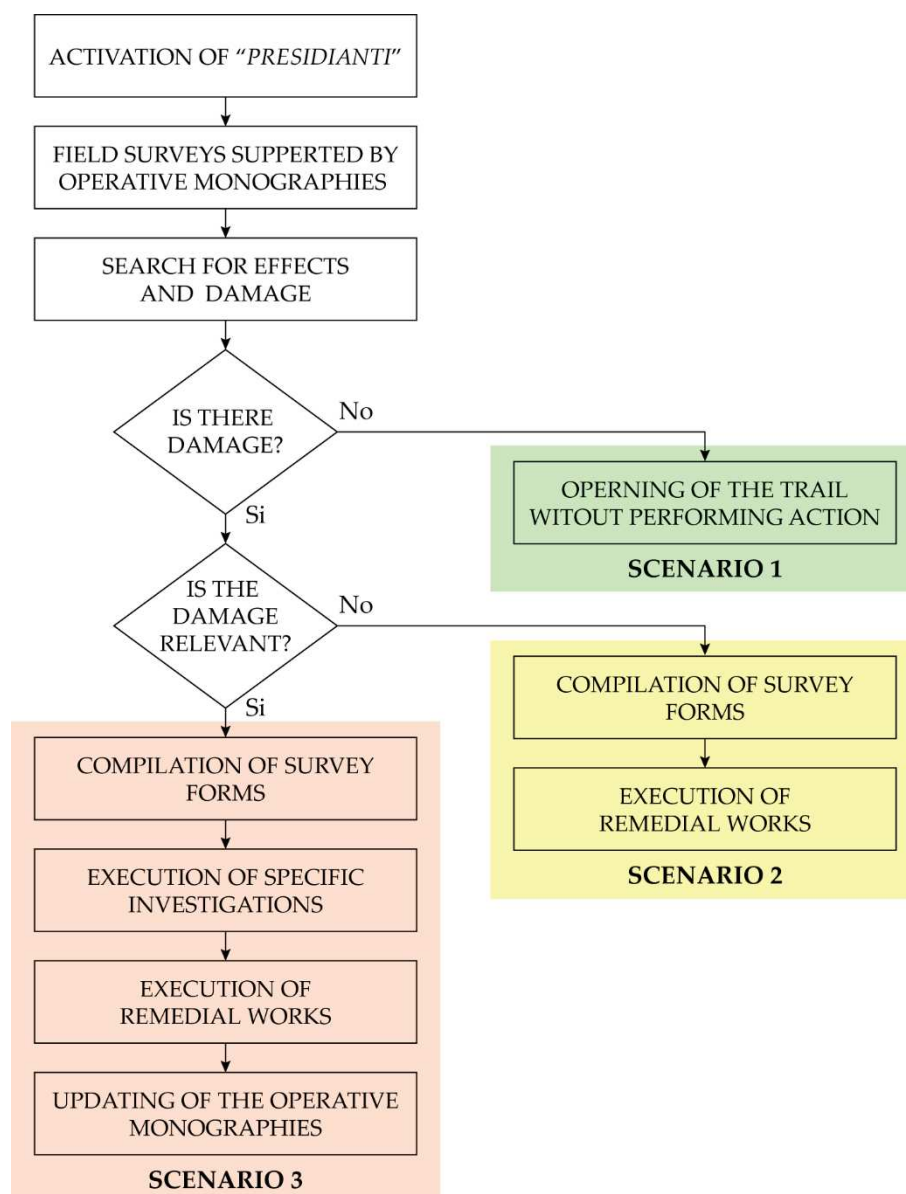 ACTIVATION OF “PRESIDIANTI”
FIELD SURVEYS SUPPERTED BY
OPERATIVE MONOGRAPHIES
SEARCH FOR EFFECTS
AND DAMAGE
IS THERE
DAMAGE?
No
Si
OPERNING OF THE TRAIL
WITOUT PERFORMING ACTION
SCENARIO 1
IS THE
DAMAGE
RELEVANT?
No
Si
COMPILATION OF SURVEY
FORMS
EXECUTION OF
REMEDIAL WORKS
SCENARIO 2
COMPILATION OF SURVEY
FORMS
EXECUTION OF SPECIFIC
INVESTIGATIONS
EXECUTION OF
REMEDIAL WORKS
UPDATING OF THE OPERATIVE
MONOGRAPHIES
SCENARIO 3